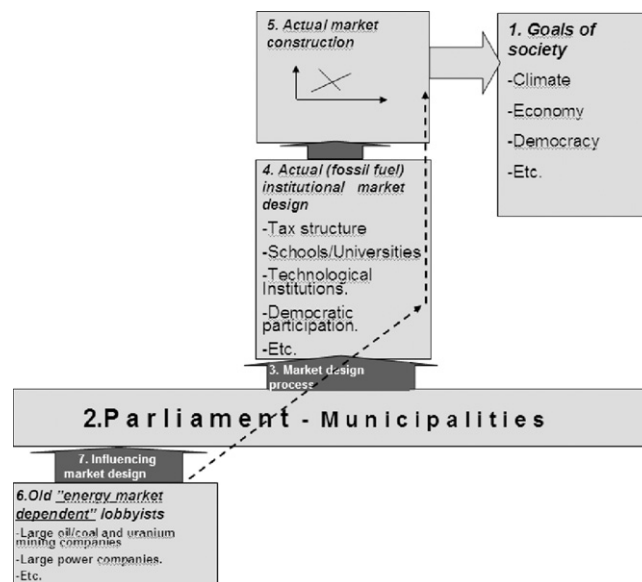 5. Actual market
construction
1. Goals of
society
-Climate
-Economy
-Democracy
-Etc.
4. Actual (fossil fuel)
institutional market
design
-Tax structure
-Schools/Universities
-Technological
Institutions.
-Democratic
participation.
-Etc.
3. Market design
process
2.Parliament - Municipalities
7. Influencing
market design
6.Old "energy market
dependent" lobbyists
-Large oil/coal and uranium
mining companies
-Large power companies.
-Etc.